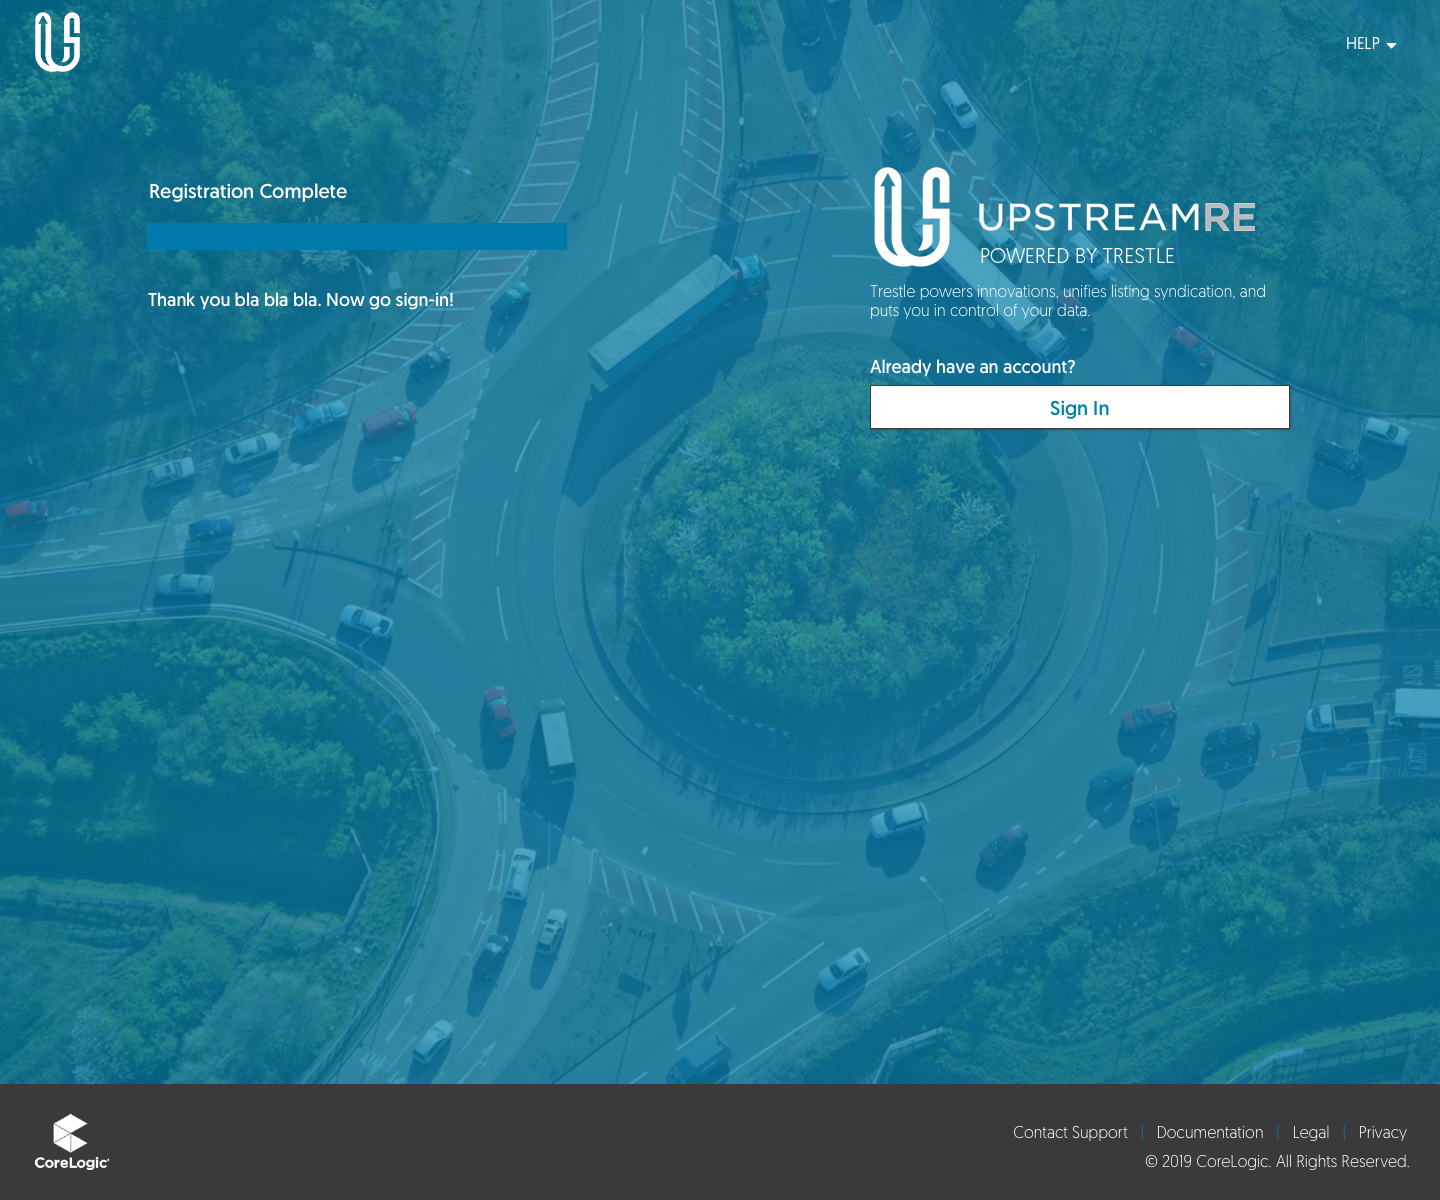 HELP
Registration Complete
Thank you bla bla bla. Now go sign-in!
UPSTREAMRE
POWERED BY TRESTLE
Trestle powers innovations, unifies listing syndication, and
puts you in control of your data.
Already have an account?
Sign In
CoreLogic
Contact Support | Documentation | Legal | Privacy
© 2019 CoreLogic. All Rights Reserved.